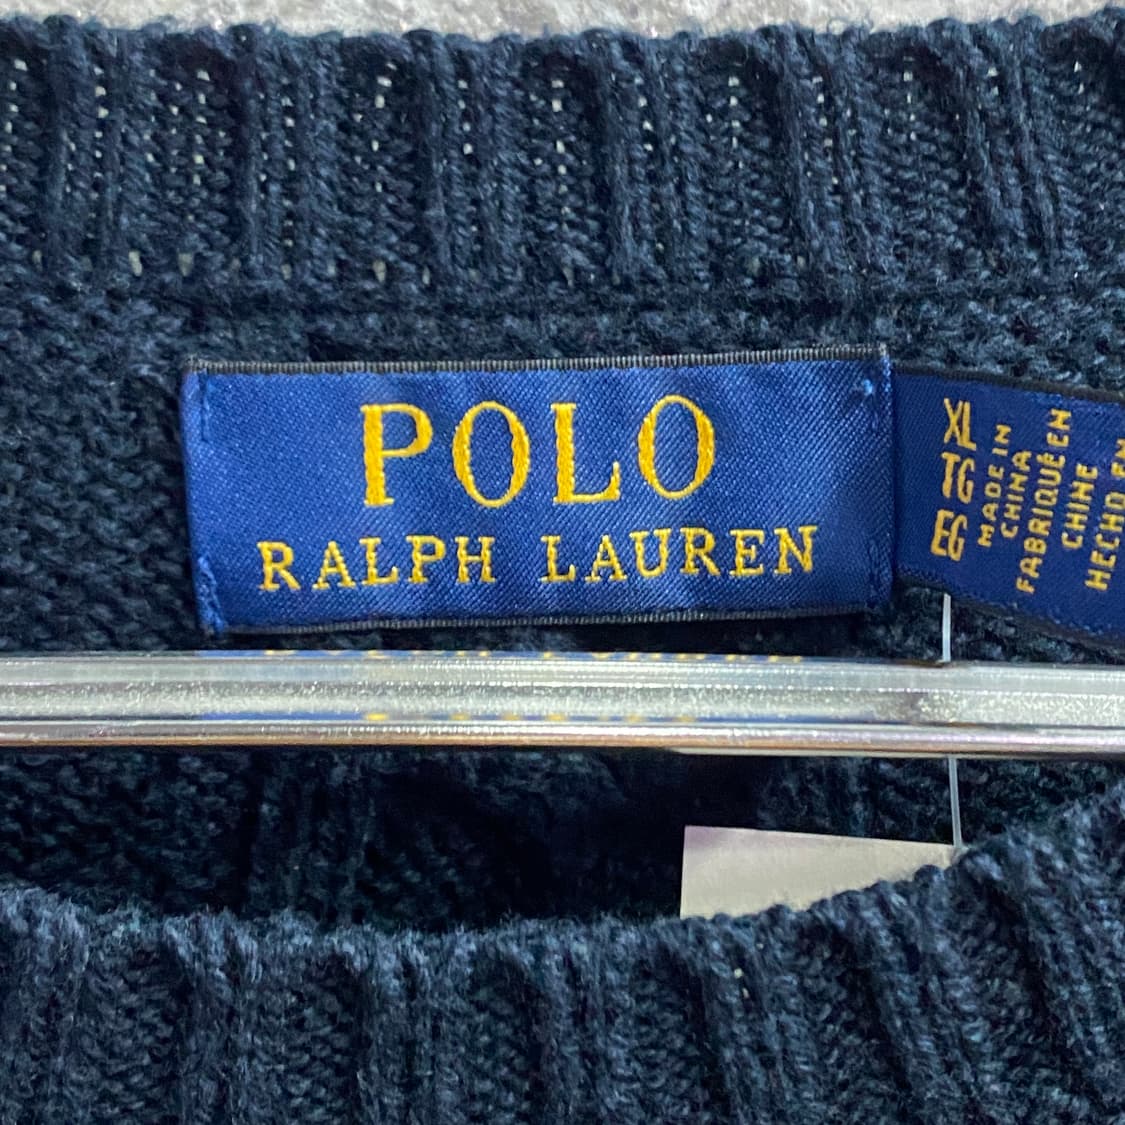 POLO
RALPH LAUREN
XL
TG
EG
MADE IN
CHINA
FABRIQUÉ EN
CHINE
HECHO EN